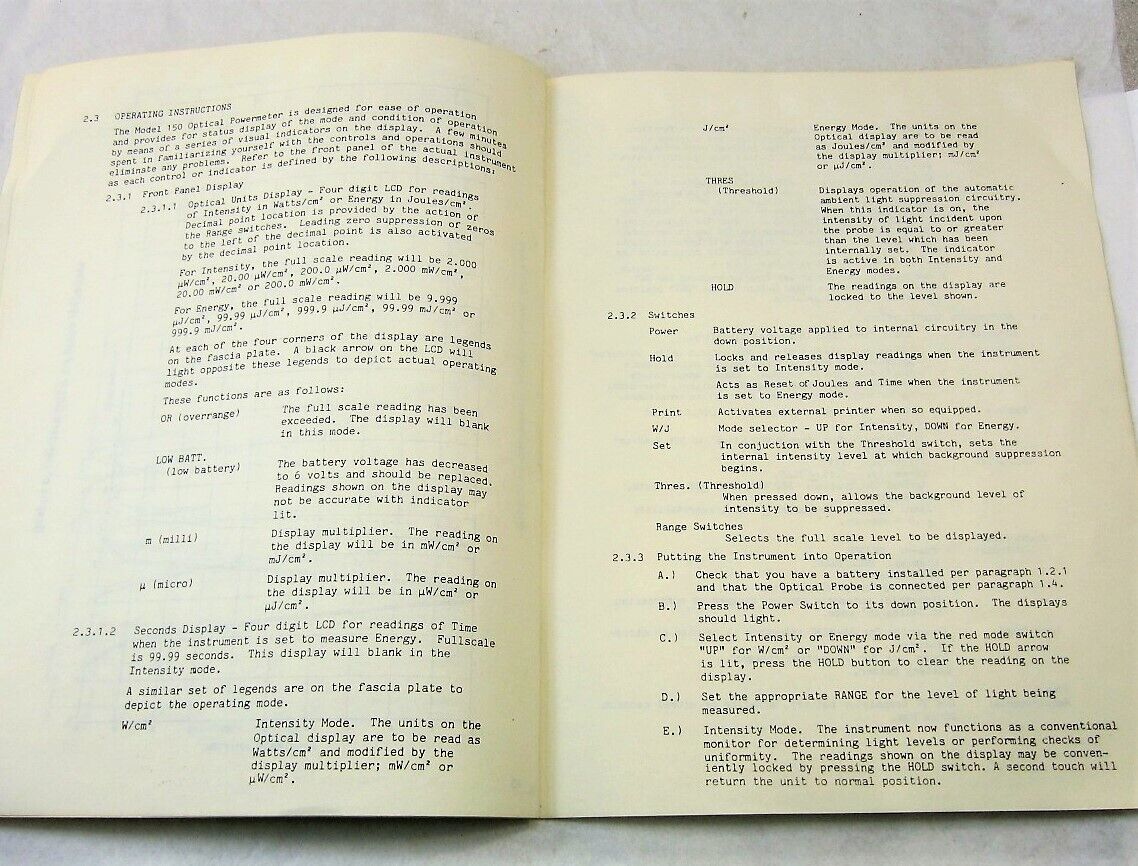 2.3 OPERATING INSTRUCTIONS
The Model 150 Optical Powermeter is designed for ease of operation
and provides for status display of the mode and condition of operation
by means of a series of visual indicators on the display. A few minutes
spent in familiarizing yourself with the controls and operations should
eliminate any problems. Refer to the front panel of the actual instrument
as each control or indicator is defined by the following descriptions;
2.3.1 Front Panel Display
2.3.1.1 Optical Units Display - Four digit LCD for readings
of Intensity in Watts/cm² or Energy in Joules/cm².
Decimal point location is provided by the action of
the Range switches. Leading zero suppression of zeros
to the left of the decimal point is also activated
by the decimal point location.
For Intensity, the full scale reading will be 2.000
µW/cm², 20.00 µW/cm², 200.0 µW/cm², 2.000 mW/cm²,
20.00 mW/cm² or 200.0 mW/cm².
For Energy, the full scale reading will be 9.999
µJ/cm², 99.99 µJ/cm², 999.9 µJ/cm², 99.99 mJ/cm² or
999.9 mJ/cm².
At each of the four corners of the display are legends
on the fascia plate. A black arrow on the LCD will
light opposite these legends to depict actual operating
modes.
These functions are as follows:
OR (overrange) The full scale reading has been
exceeded. The display will blank
in this mode.
LOW BATT.
(low battery) The battery voltage has decreased
to 6 volts and should be replaced.
Readings shown on the display may
not be accurate with indicator
lit.
m (milli) Display multiplier. The reading on
the display will be in mW/cm² or
mJ/cm².
µ (micro) Display multiplier. The reading on
the display will be in µW/cm² or
µJ/cm².
2.3.1.2 Seconds Display - Four digit LCD for readings of Time
when the instrument is set to measure Energy. Fullscale
is 99.99 seconds. This display will blank in the
Intensity mode.
A similar set of legends are on the fascia plate to
depict the operating mode.
W/cm² Intensity Mode. The units on the
Optical display are to be read as
Watts/cm² and modified by the
display multiplier; mW/cm² or
µW/cm².
J/cm² Energy Mode. The units on the
Optical display are to be read
as Joules/cm² and modified by
the display multiplier; mJ/cm²
or µJ/cm².
THRES
(Threshold) Displays operation of the automatic
ambient light suppression circuitry.
When this indicator is on, the
intensity of light incident upon
the probe is equal to or greater
than the level which has been
internally set. The indicator
is active in both Intensity and
Energy modes.
HOLD The readings on the display are
locked to the level shown.
2.3.2 Switches
Power Battery voltage applied to internal circuitry in the
down position.
Hold Locks and releases display readings when the instrument
is set to Intensity mode.
Acts as Reset of Joules and Time when the instrument
is set to Energy mode.
Print Activates external printer when so equipped.
W/J Mode selector - UP for Intensity, DOWN for Energy.
Set In conjuction with the Threshold switch, sets the
internal intensity level at which background suppression
begins.
Thres. (Threshold)
When pressed down, allows the background level of
intensity to be suppressed.
Range Switches
Selects the full scale level to be displayed.
2.3.3 Putting the Instrument into Operation
A.) Check that you have a battery installed per paragraph 1.2.1
and that the Optical Probe is connected per paragraph 1.4.
B.) Press the Power Switch to its down position. The displays
should light.
C.) Select Intensity or Energy mode via the red mode switch
"UP" for W/cm² or "DOWN" for J/cm². If the HOLD arrow
is lit, press the HOLD button to clear the reading on the
display.
D.) Set the appropriate RANGE for the level of light being
measured.
E.) Intensity Mode. The instrument now functions as a conventional
monitor for determining light levels or performing checks of
uniformity. The readings shown on the display may be conven-
iently locked by pressing the HOLD switch. A second touch will
return the unit to normal position.